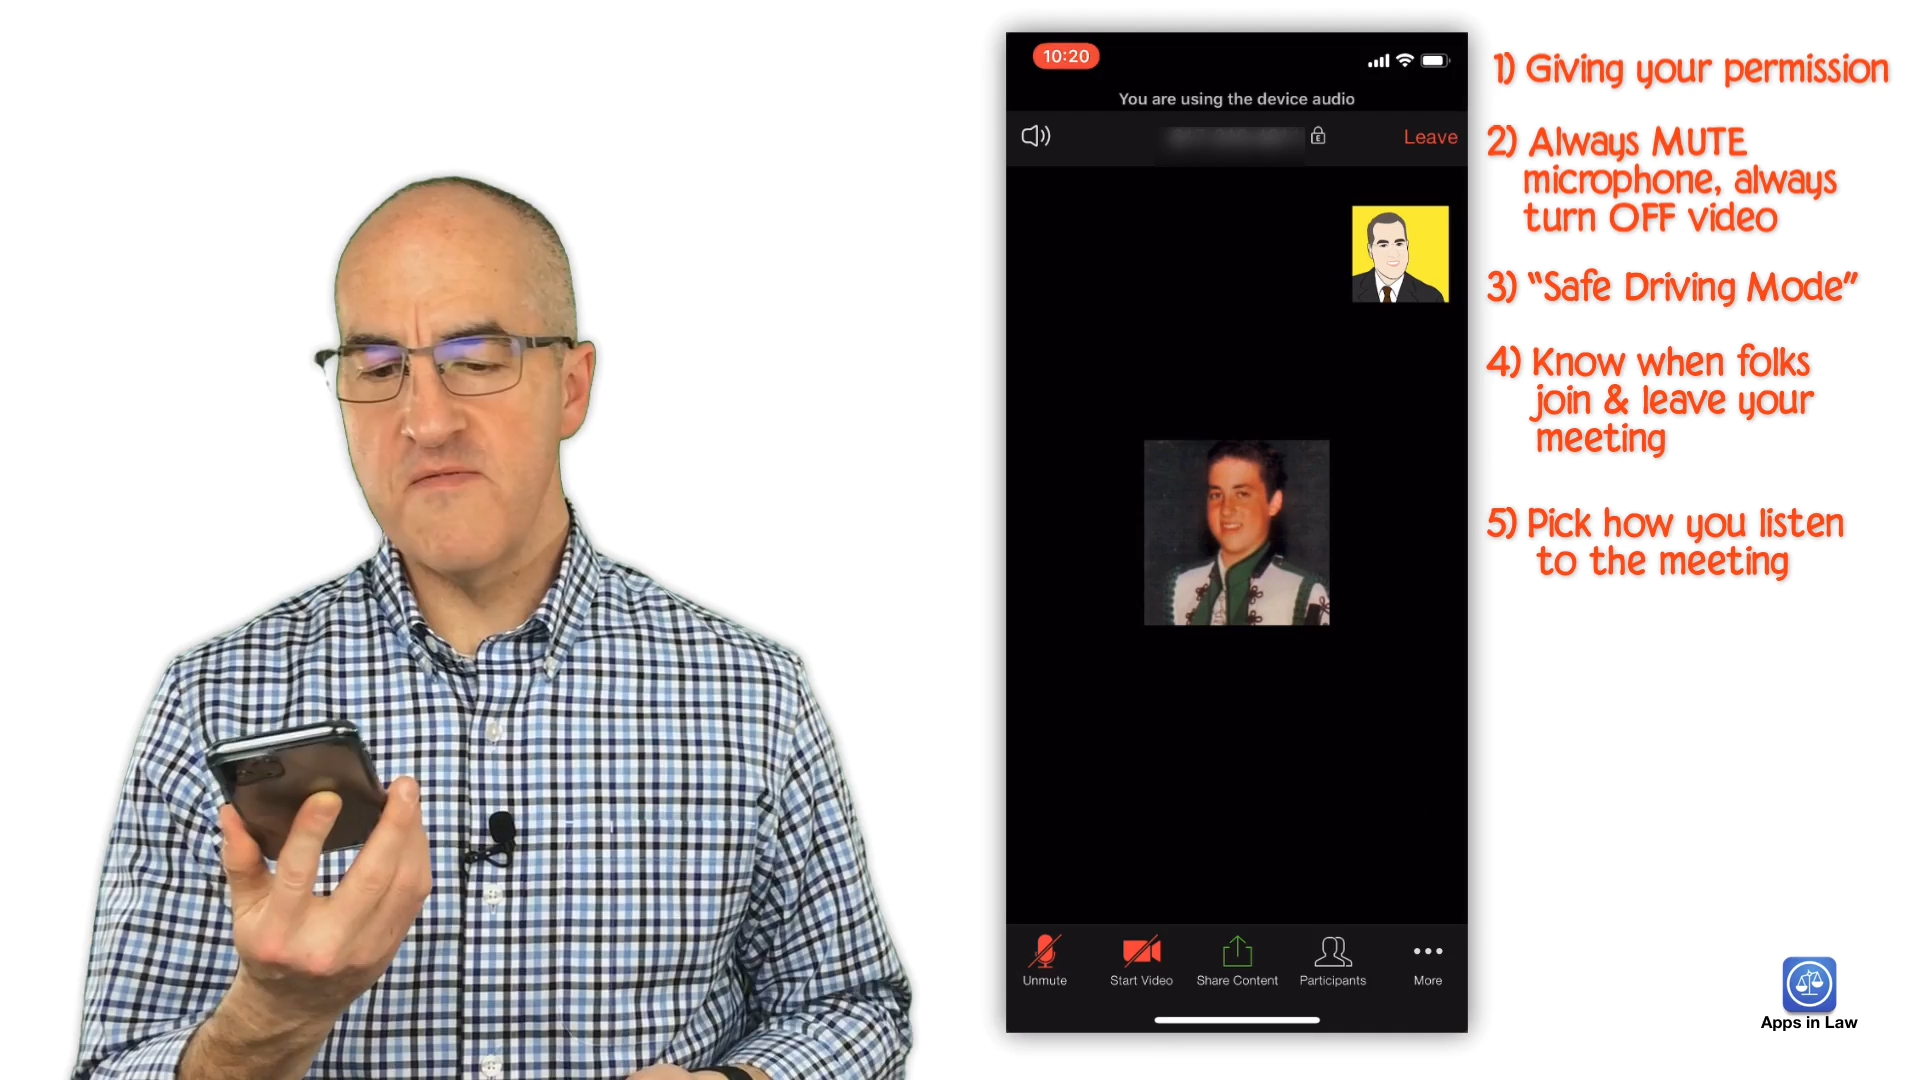 10:20
You are using the device audio
Leave
Unmute
Start Video
Share Content
Participants
More
1) Giving your permission
2) Always MUTE
microphone, always
turn OFF video
3) “Safe Driving Mode”
4) Know when folks
join & leave your
meeting
5) Pick how you listen
to the meeting
Apps in Law